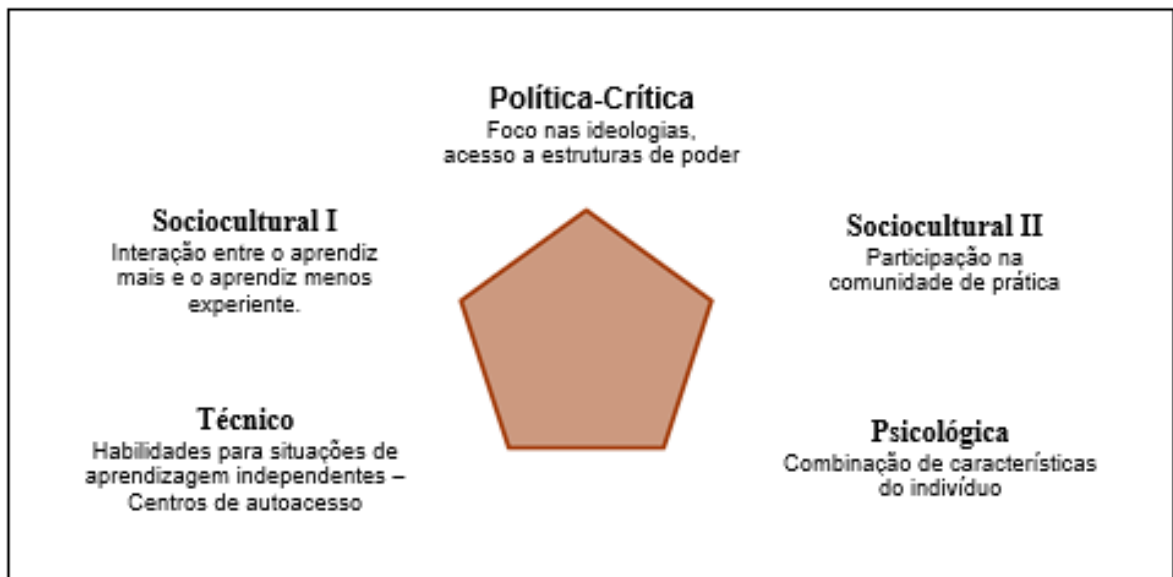 Política-Crítica
Foco nas ideologias,
acesso a estruturas de poder
Sociocultural I
Interação entre o aprendiz
mais e o aprendiz menos
experiente.
Sociocultural II
Participação na
comunidade de prática
Técnico
Habilidades para situações de
aprendizagem independentes –
Centros de autoacesso
Psicológica
Combinação de características
do indivíduo